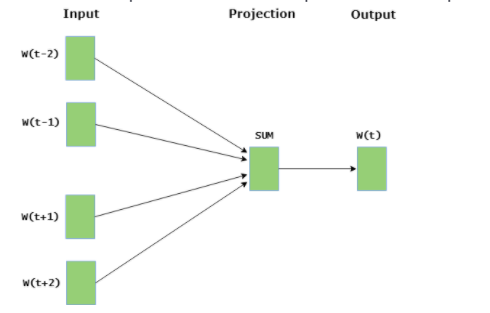 Input Projection Output
W(t-2)
W(t-1)
SUM W(t)
W(t+1)
W(t+2)